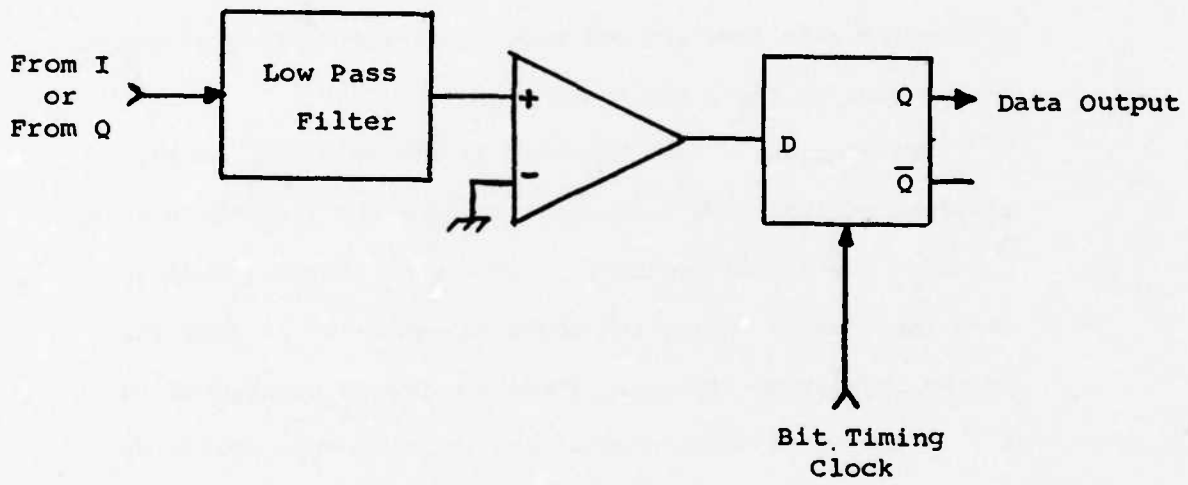 From I
or
From Q
Low Pass
Filter
+
-
D
Q
Q̅
Data Output
Bit Timing
Clock